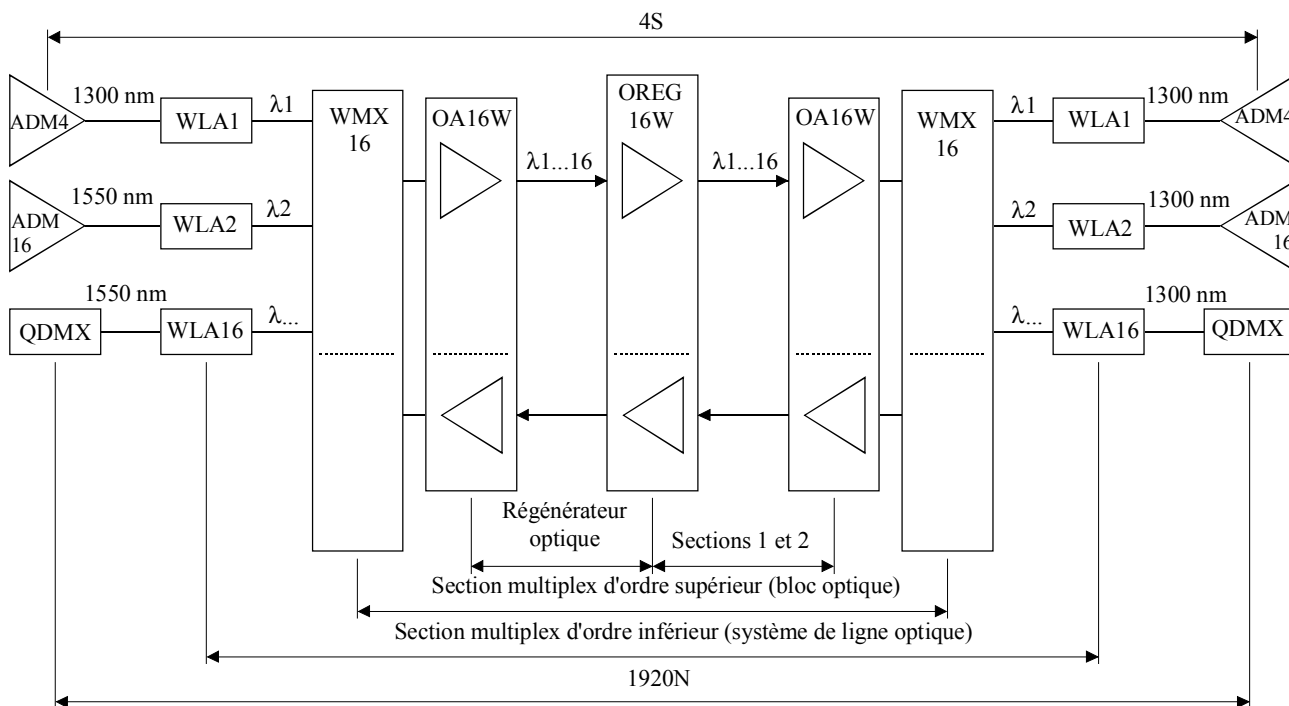 4S
1300 nm
ADM4
WLA1
λ1
WMX
16
OA16W
λ1...16
OREG
16W
λ1...16
OA16W
WMX
16
λ1
WLA1
1300 nm
ADM4
1550 nm
ADM
16
WLA2
λ2
λ2
WLA2
1300 nm
ADM
16
1550 nm
QDMX
WLA16
λ...
λ...
WLA16
1300 nm
QDMX
Régénérateur
optique
Sections 1 et 2
Section multiplex d'ordre supérieur (bloc optique)
Section multiplex d'ordre inférieur (système de ligne optique)
1920N